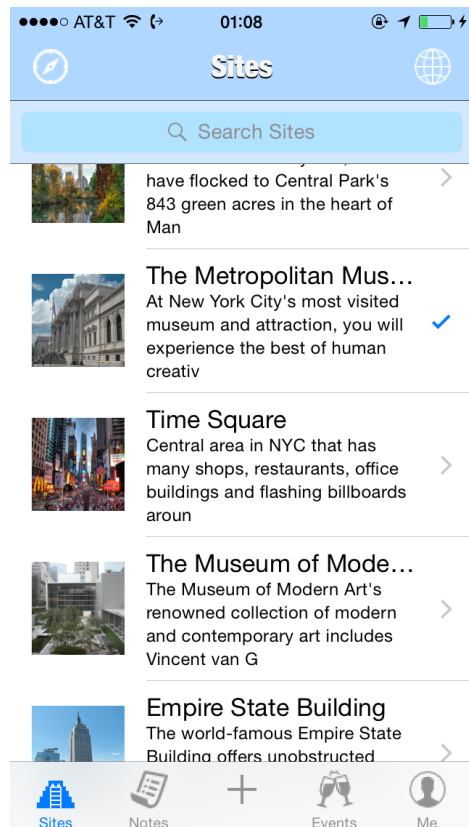 AT&T
01:08
Sites
Search Sites
have flocked to Central Park's
843 green acres in the heart of
Man
The Metropolitan Mus...
At New York City's most visited
museum and attraction, you will
experience the best of human
creativ
Time Square
Central area in NYC that has
many shops, restaurants, office
buildings and flashing billboards
aroun
The Museum of Mode...
The Museum of Modern Art's
renowned collection of modern
and contemporary art includes
Vincent van G
Empire State Building
The world-famous Empire State
Building offers unobstructed
Sites
Notes
Events
Me